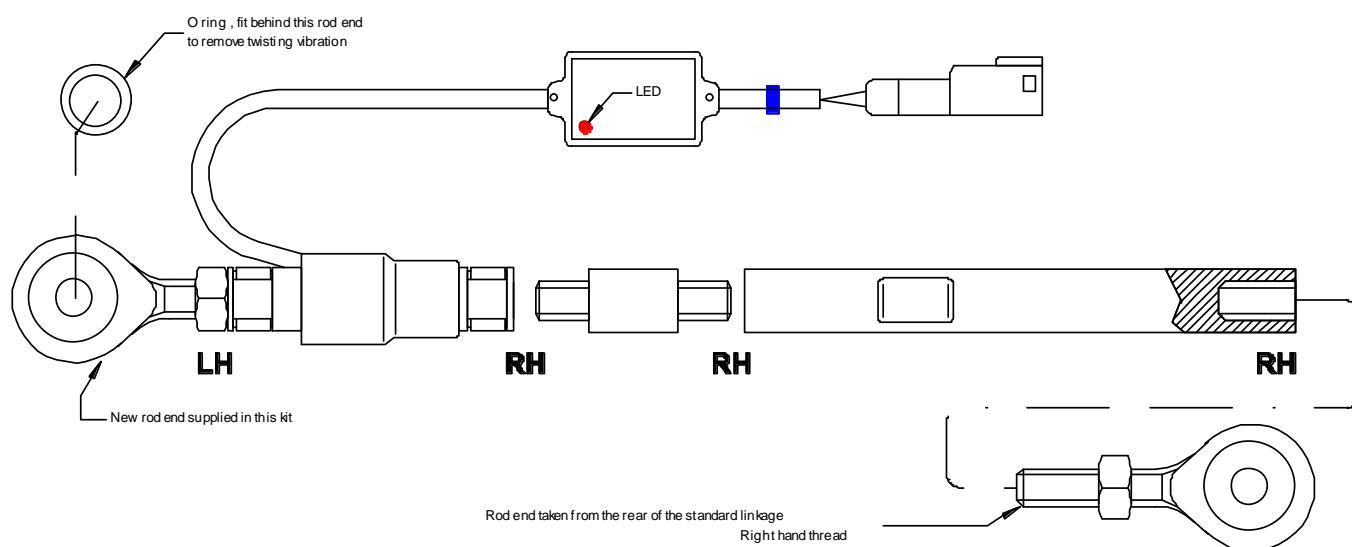 O ring , fit behind this rod end
to remove twisting vibration
LED
LH
RH
RH
RH
New rod end supplied in this kit
Rod end taken from the rear of the standard linkage
Right hand thread